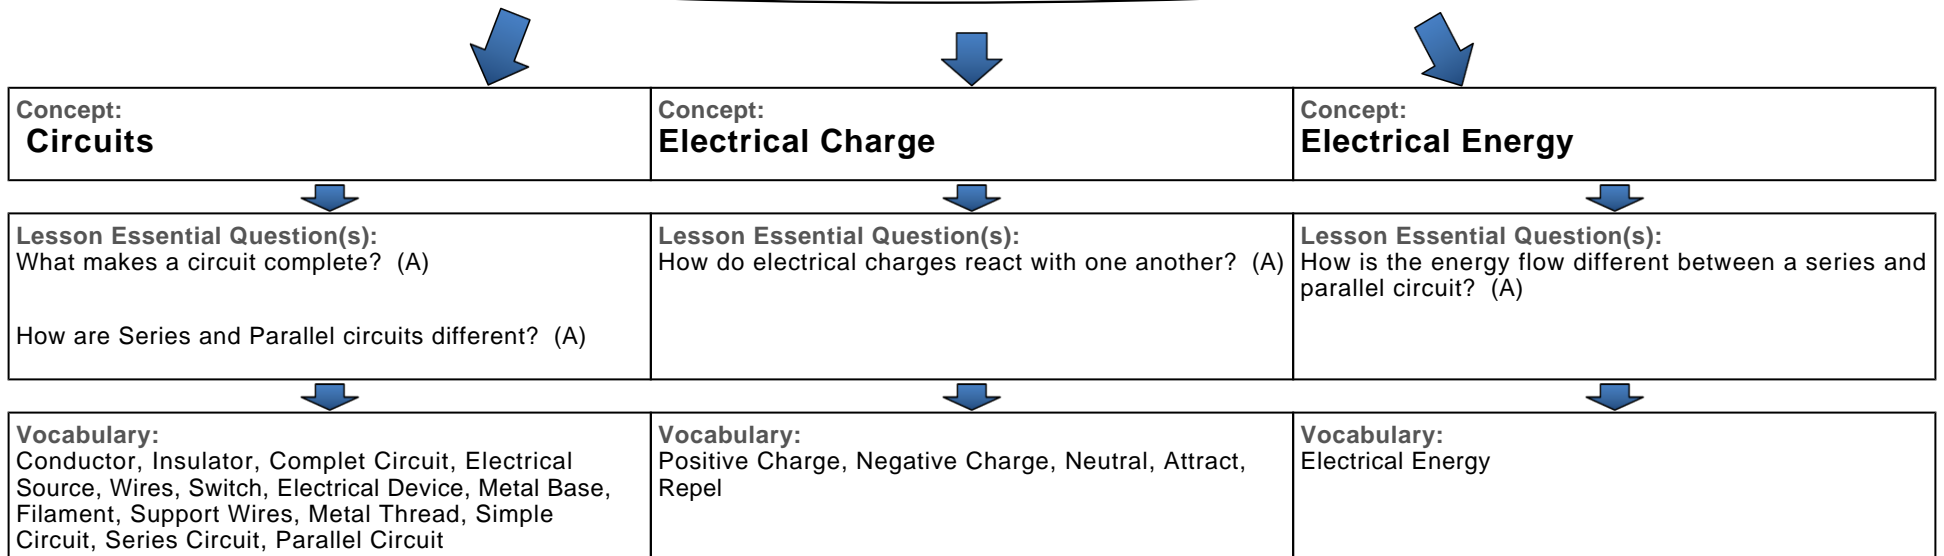 Concept:
Circuits
Concept:
Electrical Charge
Concept:
Electrical Energy
Lesson Essential Question(s):
What makes a circuit complete? (A)
How are Series and Parallel circuits different? (A)
Lesson Essential Question(s):
How do electrical charges react with one another? (A)
Lesson Essential Question(s):
How is the energy flow different between a series and
parallel circuit? (A)
Vocabulary:
Conductor, Insulator, Complet Circuit, Electrical
Source, Wires, Switch, Electrical Device, Metal Base,
Filament, Support Wires, Metal Thread, Simple
Circuit, Series Circuit, Parallel Circuit
Vocabulary:
Positive Charge, Negative Charge, Neutral, Attract,
Repel
Vocabulary:
Electrical Energy